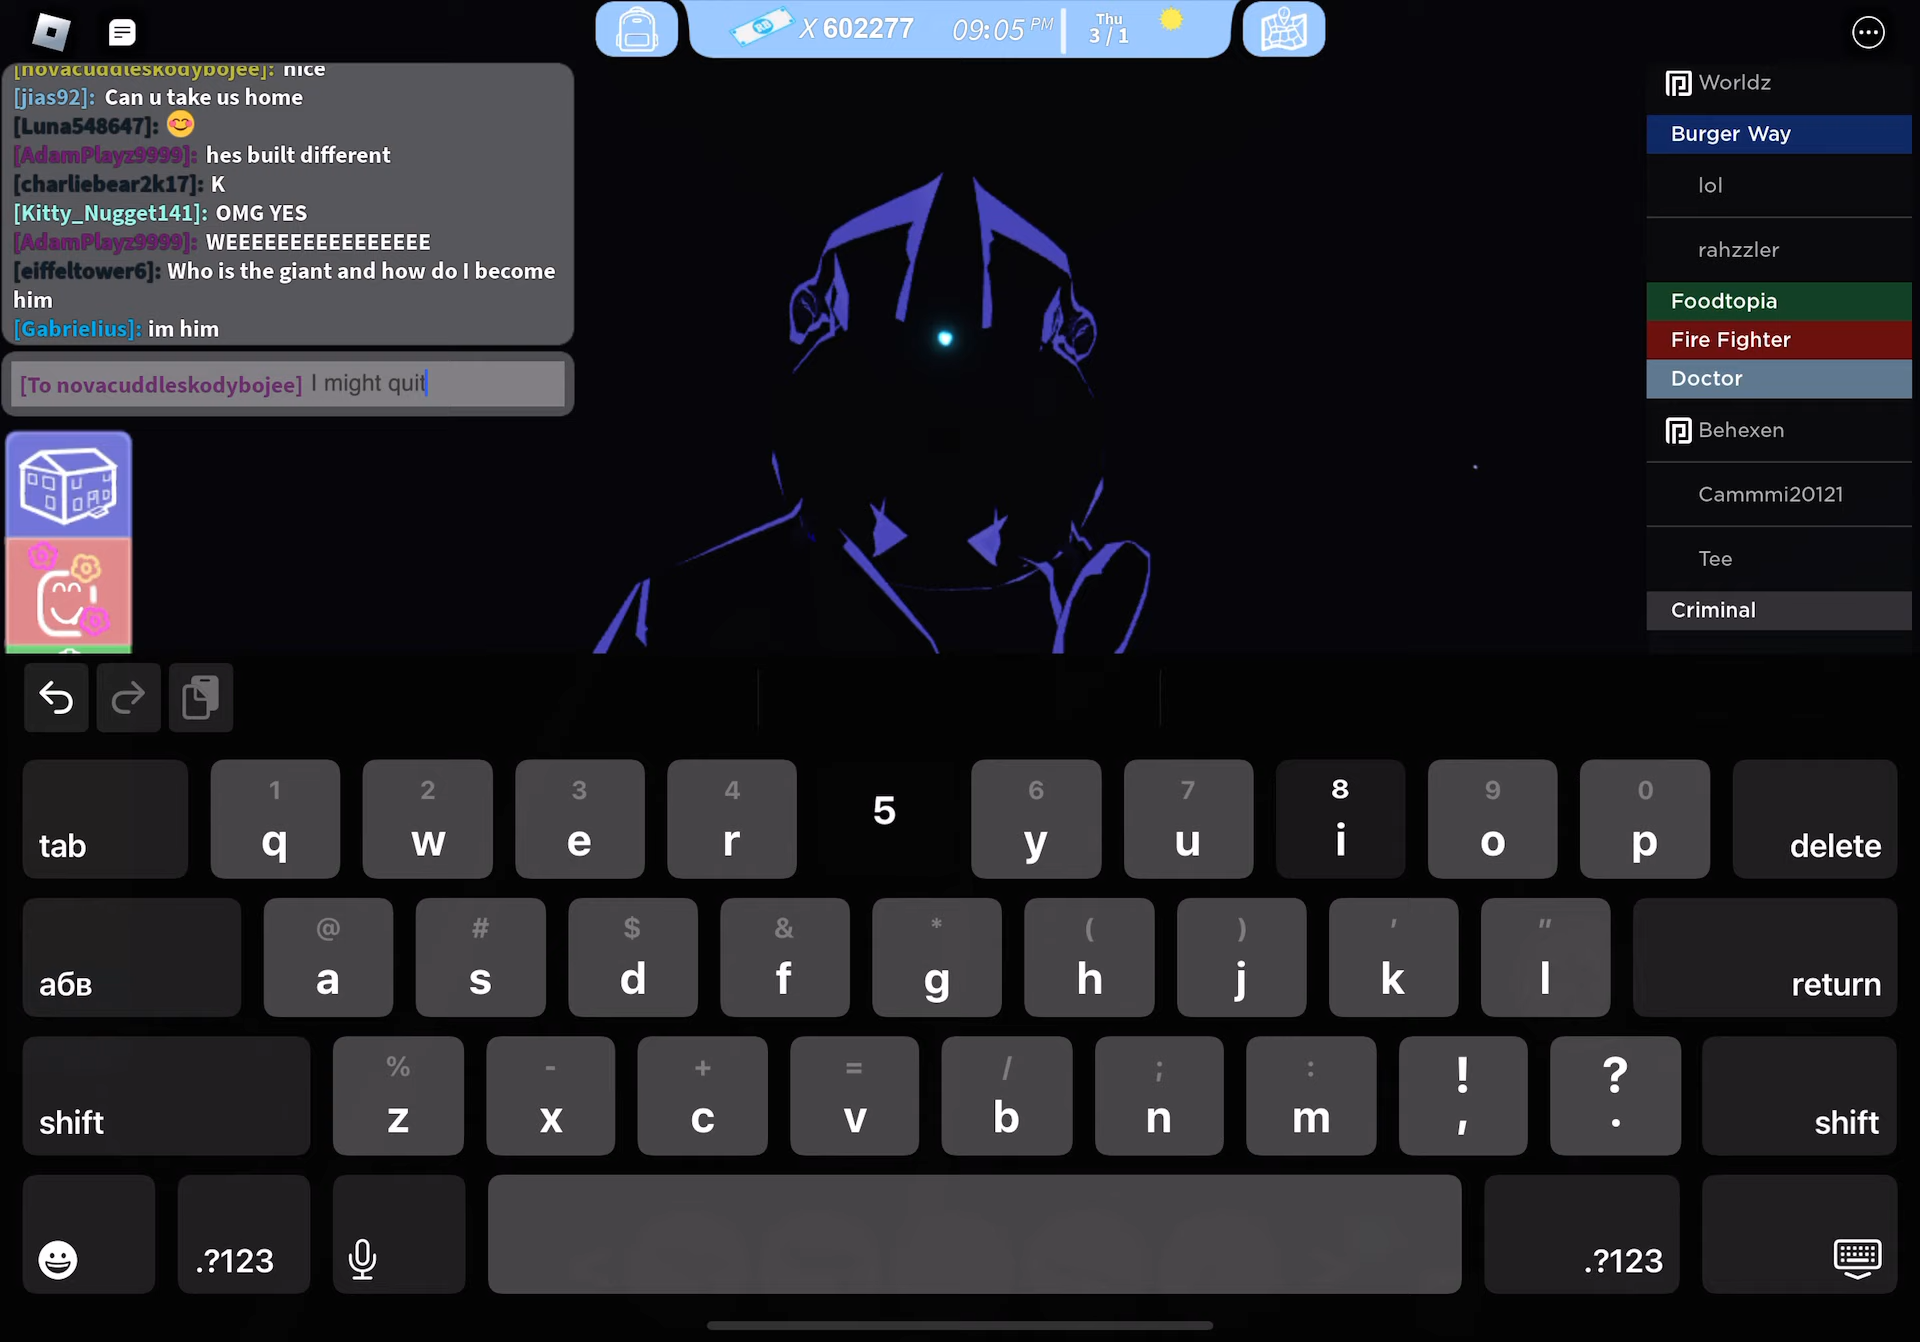 X 602277
09:05 PM
Thu
3 / 1
[novacuddleskodybojee]: nice
[jias92]: Can u take us home
[Luna548647]: 😊
[AdamPlayz9999]: hes built different
[charliebear2k17]: K
[Kitty_Nugget141]: OMG YES
[AdamPlayz9999]: WEEEEEEEEEEEEEEEE
[eiffeltower6]: Who is the giant and how do I become
him
[Gabrielius]: im him
[To novacuddleskodybojee] I might quit
Worldz
Burger Way
lol
rahzzler
Foodtopia
Fire Fighter
Doctor
Behexen
Cammmi20121
Tee
Criminal
1 2 3 4 5 6 7 8 9 0
tab q w e r y u i o p delete
@ # $ & * ( ) ' "
абв a s d f g h j k l return
% - + = / ; : ! ?
shift z x c v b n m , . shift
.?123 .?123